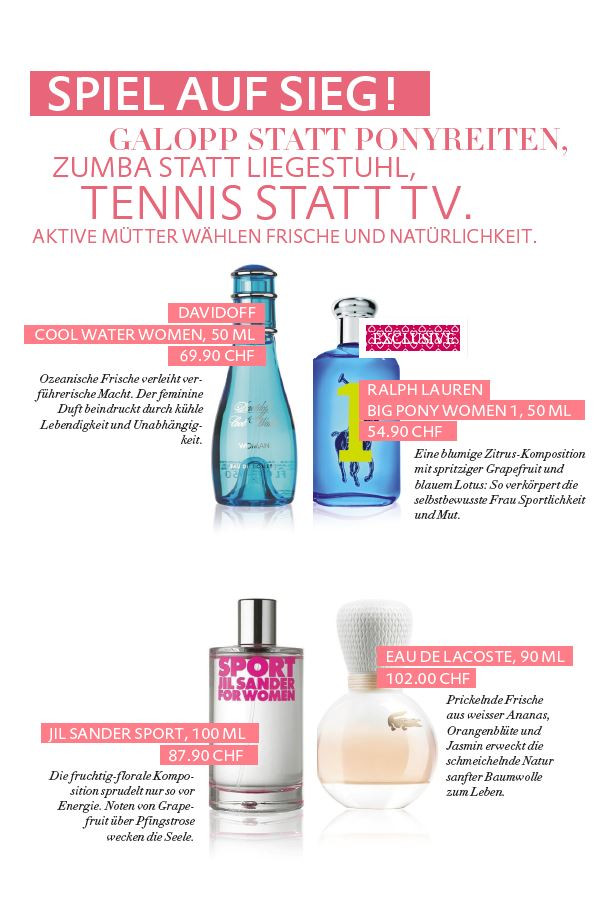 SPIEL AUF SIEG!
GALOPP STATT PONYREITEN,
ZUMBA STATT LIEGESTUHL,
TENNIS STATT TV.
AKTIVE MÜTTER WÄHLEN FRISCHE UND NATÜRLICHKEIT.
DAVIDOFF
COOL WATER WOMEN, 50 ML
69.90 CHF
Ozeanische Frische verleiht ver-
führerische Macht. Der feminine
Duft beindruckt durch kühle
Lebendigkeit und Unabhängig-
keit.
Davidoff
Cool Water
WOMAN
EXCLUSIVE
1
RALPH LAUREN
BIG PONY WOMEN 1, 50 ML
54.90 CHF
Eine blumige Zitrus-Komposition
mit spritziger Grapefruit und
blauem Lotus: So verkörpert die
selbstbewusste Frau Sportlichkeit
und Mut.
SPORT
JIL SANDER
FOR WOMEN
JIL SANDER SPORT, 100 ML
87.90 CHF
Die fruchtig-florale Kompo-
sition sprudelt nur so vor
Energie. Noten von Grape-
fruit über Pfingstrose
wecken die Seele.
EAU DE LACOSTE, 90 ML
102.00 CHF
Prickelnde Frische
aus weisser Ananas,
Orangenblüte und
Jasmin erweckt die
schmeichelnde Natur
sanfter Baumwolle
zum Leben.